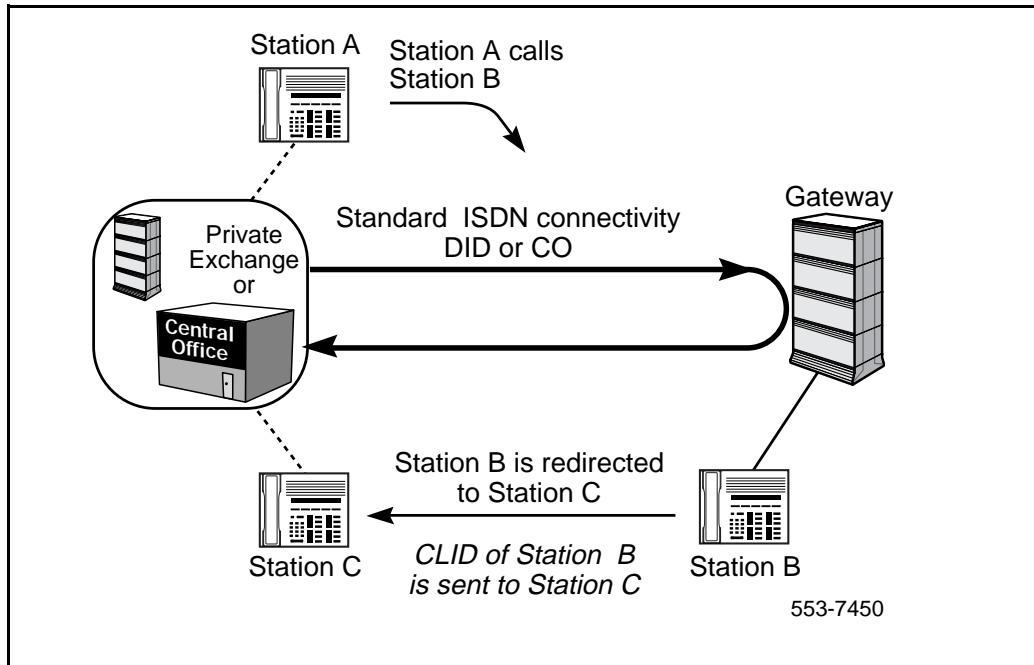 Station A
Station A calls
Station B
Gateway
Standard ISDN connectivity
DID or CO
Private
Exchange
or
Central
Office
Station B is redirected
to Station C
CLID of Station B
is sent to Station C
Station C
Station B
553-7450